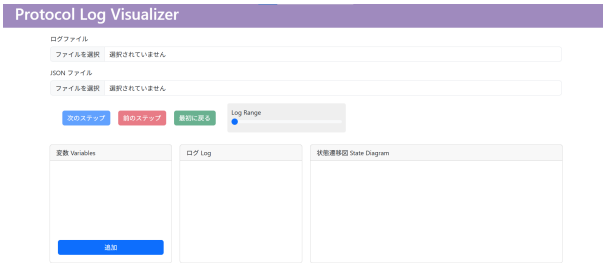 Protocol Log Visualizer
ログファイル
ファイルを選択 選択されていません
JSON ファイル
ファイルを選択 選択されていません
次のステップ 前のステップ 最初に戻る Log Range
変数 Variables ログ Log 状態遷移図 State Diagram
追加